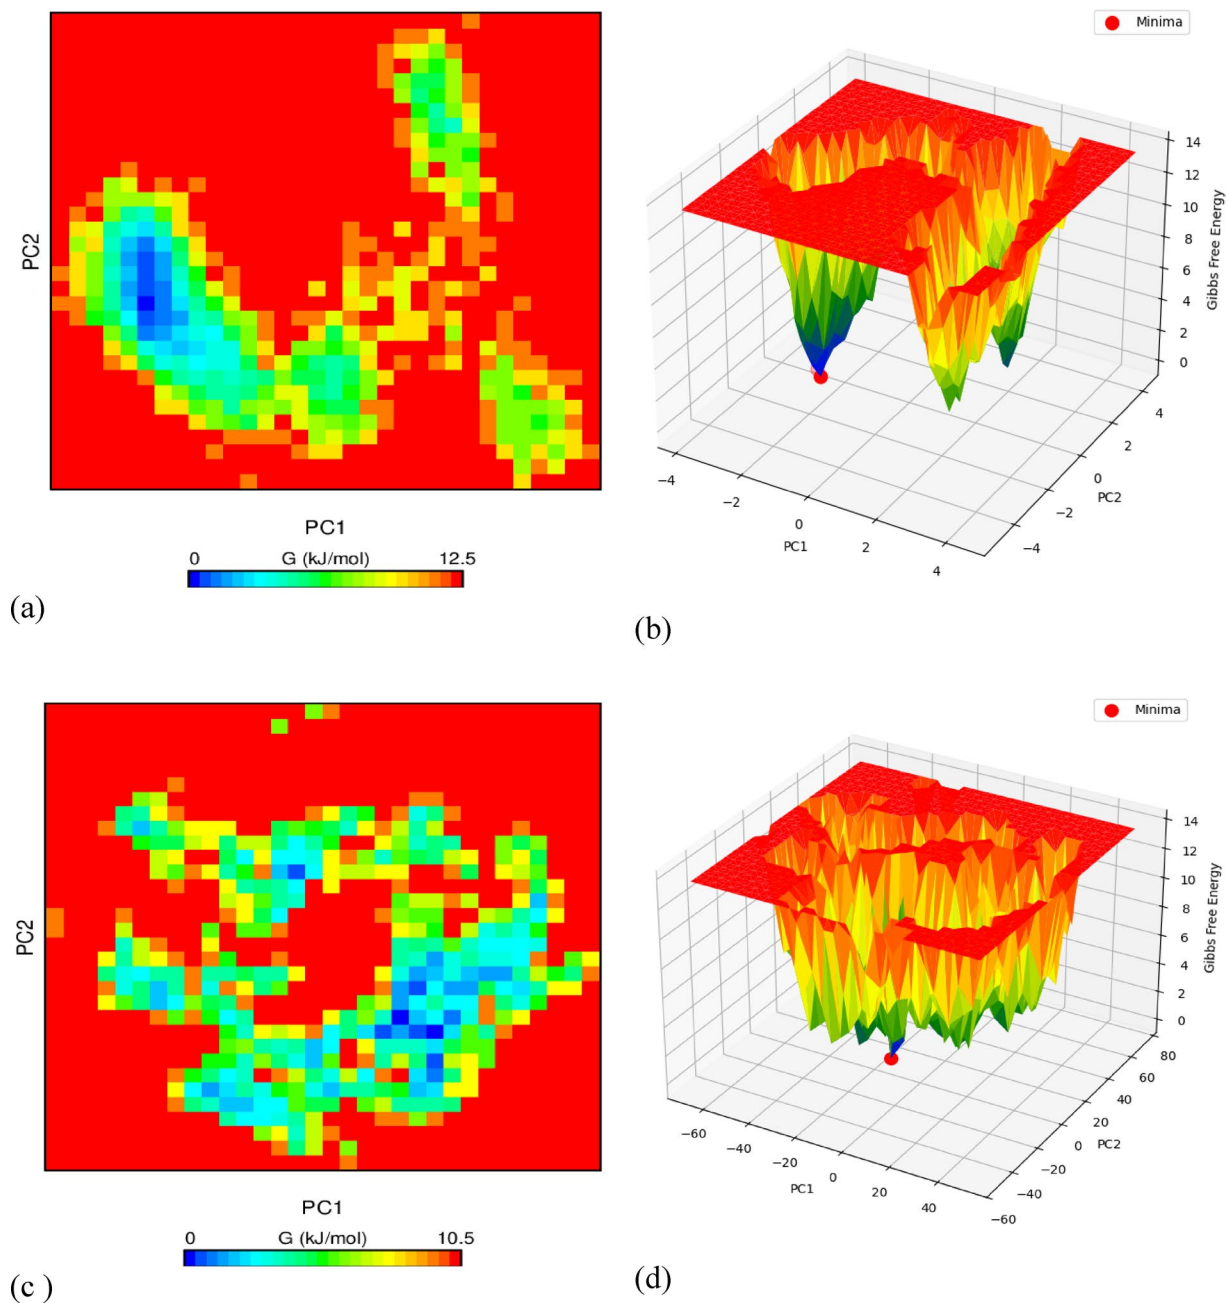 PC2
PC1
0 G (kJ/mol) 12.5
(a)
Minima
14
12
10
8
6
4
2
0
Gibbs Free Energy
−4
−2
0
2
4
PC1
−4
−2
0
2
4
PC2
(b)
PC2
PC1
0 G (kJ/mol) 10.5
(c )
Minima
14
12
10
8
6
4
2
0
Gibbs Free Energy
−60
−40
−20
0
20
40
PC1
−60
−40
−20
0
20
40
60
80
PC2
(d)